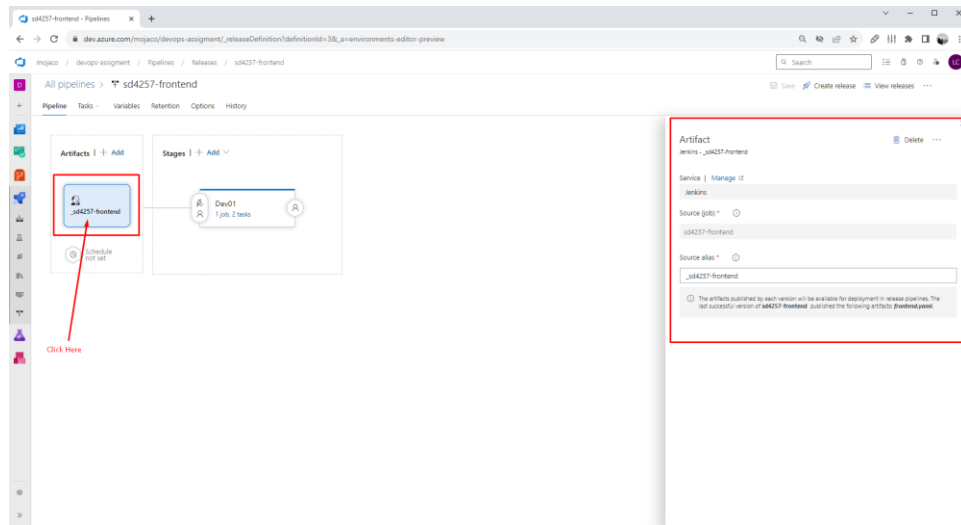 sd4257-frontend - Pipelines
dev.azure.com/mojaco/devops-assigment/_releaseDefinition?definitionId=3&_a=environments-editor-preview
mojaco / devops-assigment / Pipelines / Releases / sd4257-frontend
Search
LC
D
All pipelines > sd4257-frontend
Save Create release View releases ...
Pipeline Tasks Variables Retention Options History
Artifacts | + Add
Stages | + Add
_sd4257-frontend
Dev01
1 job, 2 tasks
Schedule
not set
Click Here
Artifact
Delete ...
Jenkins - _sd4257-frontend
Service | Manage
Jenkins
Source (job) *
sd4257-frontend
Source alias *
_sd4257-frontend
The artifacts published by each version will be available for deployment in release pipelines. The
last successful version of sd4257-frontend published the following artifacts: frontend.yaml.